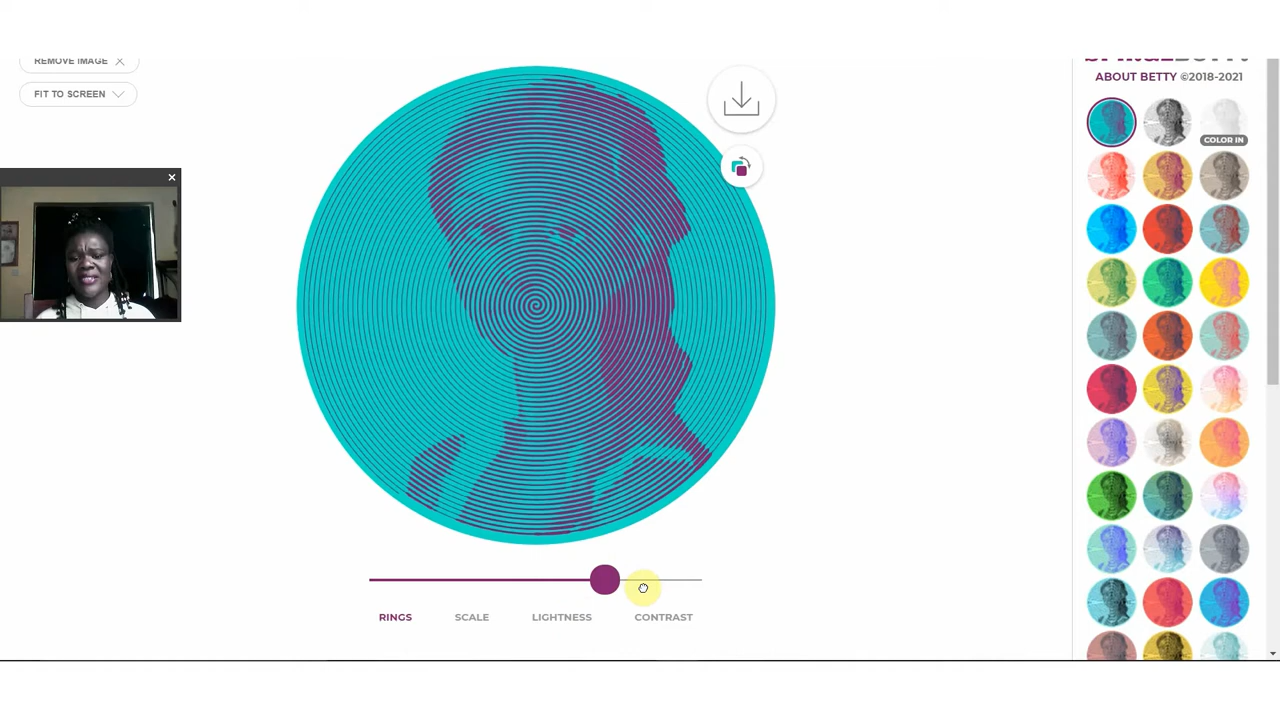 REMOVE IMAGE
FIT TO SCREEN
ABOUT BETTY ©2018-2021
COLOR IN
RINGS
SCALE
LIGHTNESS
CONTRAST